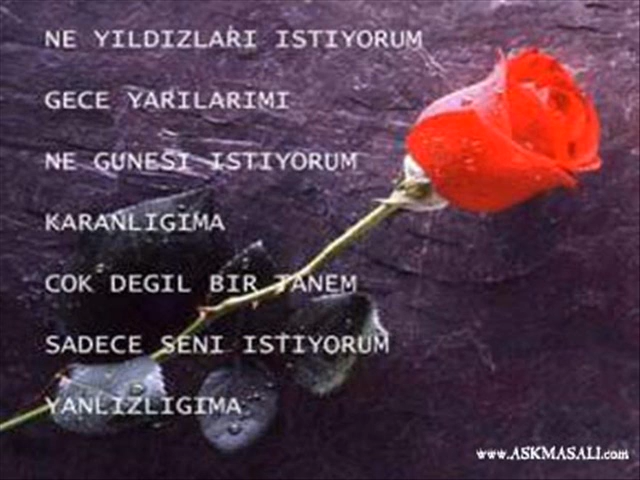 NE YILDIZLARI ISTIYORUM
GECE YARILARIMI
NE GUNESI ISTIYORUM
KARANLIGIMA
COK DEGIL BIR TANEM
SADECE SENI ISTIYORUM
YANLIZLIGIMA
www.ASKMASALI.com